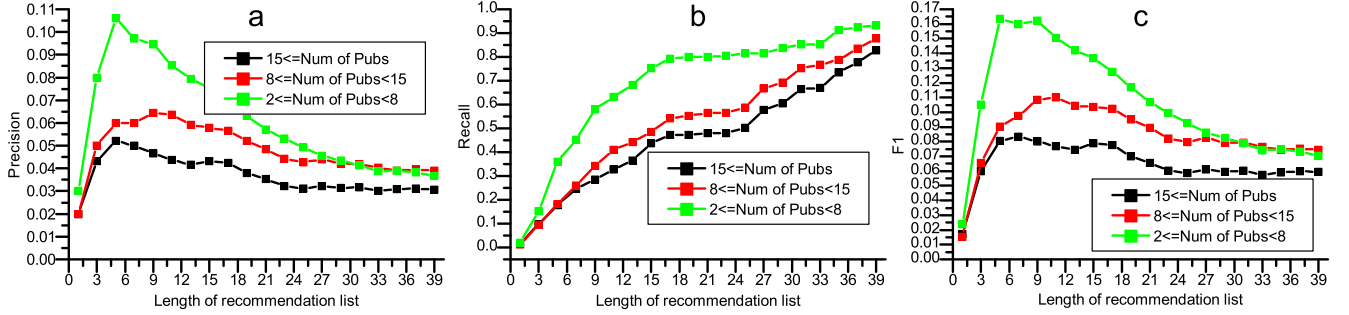 a
0.11
0.10
0.09
0.08
0.07
0.06
0.05
0.04
0.03
0.02
0.01
0.00
Precision
15<=Num of Pubs
8<=Num of Pubs<15
2<=Num of Pubs<8
0 3 6 9 12 15 18 21 24 27 30 33 36 39
Length of recommendation list
b
1.0
0.9
0.8
0.7
0.6
0.5
0.4
0.3
0.2
0.1
0.0
Recall
15<=Num of Pubs
8<=Num of Pubs<15
2<=Num of Pubs<8
0 3 6 9 12 15 18 21 24 27 30 33 36 39
Length of recommendation list
c
0.17
0.16
0.15
0.14
0.13
0.12
0.11
0.10
0.09
0.08
0.07
0.06
0.05
0.04
0.03
0.02
0.01
0.00
F1
15<=Num of Pubs
8<=Num of Pubs<15
2<=Num of Pubs<8
0 3 6 9 12 15 18 21 24 27 30 33 36 39
Length of recommendation list